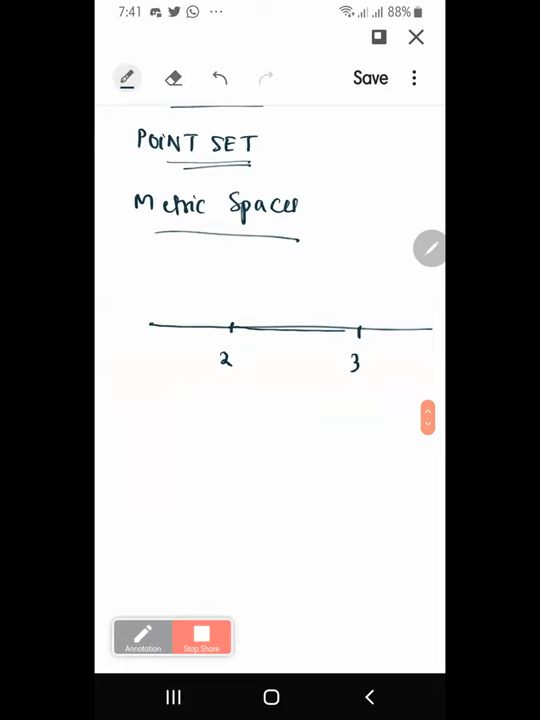 7:41 88%
Save
POINT SET
Metric Spaces
2 3
Annotation Stop Share